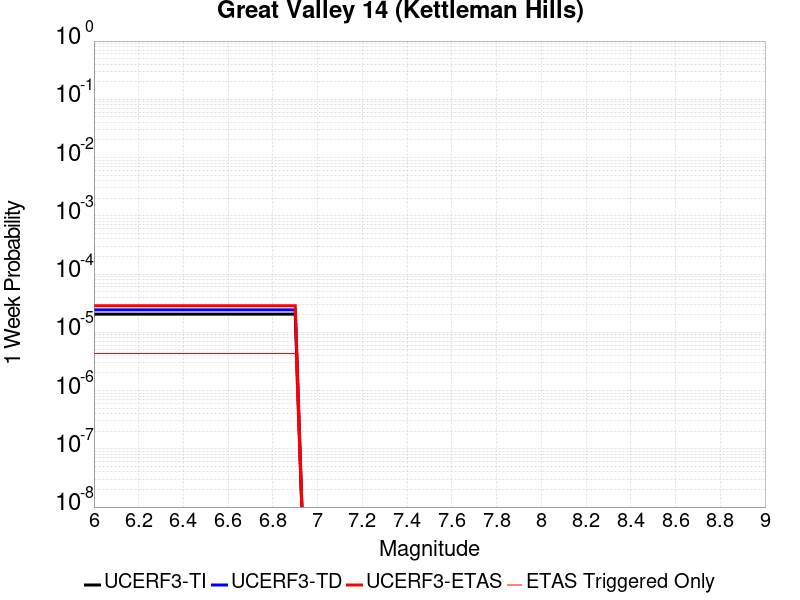 Great Valley 14 (Kettleman Hills)
10^0
10^-1
10^-2
10^-3
10^-4
10^-5
10^-6
10^-7
10^-8
1 Week Probability
6 6.2 6.4 6.6 6.8 7 7.2 7.4 7.6 7.8 8 8.2 8.4 8.6 8.8 9
Magnitude
UCERF3-TI UCERF3-TD UCERF3-ETAS ETAS Triggered Only